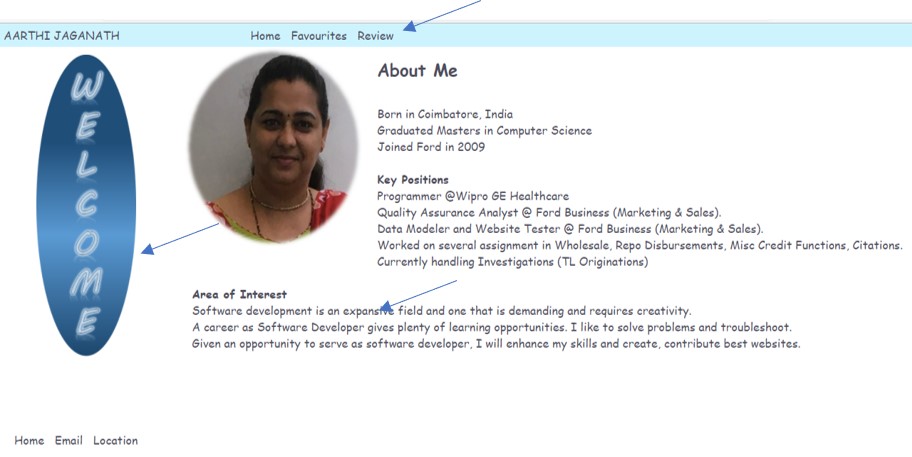 AARTHI JAGANATH
Home Favourites Review
WELCOME
About Me
Born in Coimbatore, India
Graduated Masters in Computer Science
Joined Ford in 2009
Key Positions
Programmer @Wipro GE Healthcare
Quality Assurance Analyst @ Ford Business (Marketing & Sales).
Data Modeler and Website Tester @ Ford Business (Marketing & Sales).
Worked on several assignment in Wholesale, Repo Disbursements, Misc Credit Functions, Citations.
Currently handling Investigations (TL Originations)
Area of Interest
Software development is an expansive field and one that is demanding and requires creativity.
A career as Software Developer gives plenty of learning opportunities. I like to solve problems and troubleshoot.
Given an opportunity to serve as software developer, I will enhance my skills and create, contribute best websites.
Home Email Location